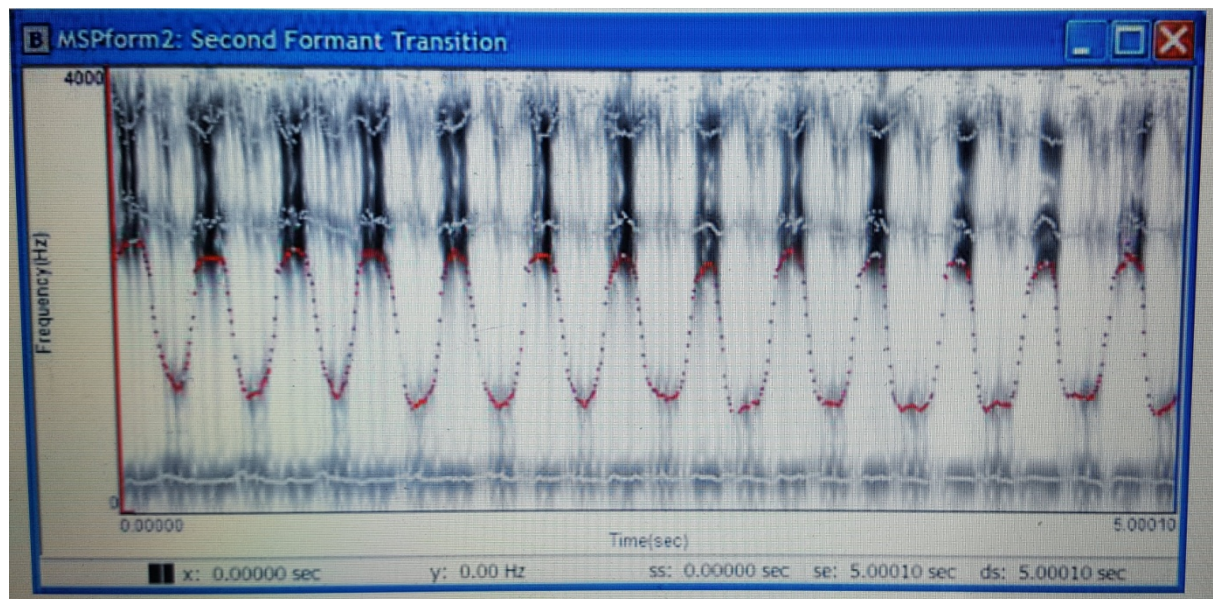 B MSPform2: Second Formant Transition
4000
Frequency(Hz)
0
0.00000 5.00010
Time(sec)
x: 0.00000 sec y: 0.00 Hz ss: 0.00000 sec se: 5.00010 sec ds: 5.00010 sec